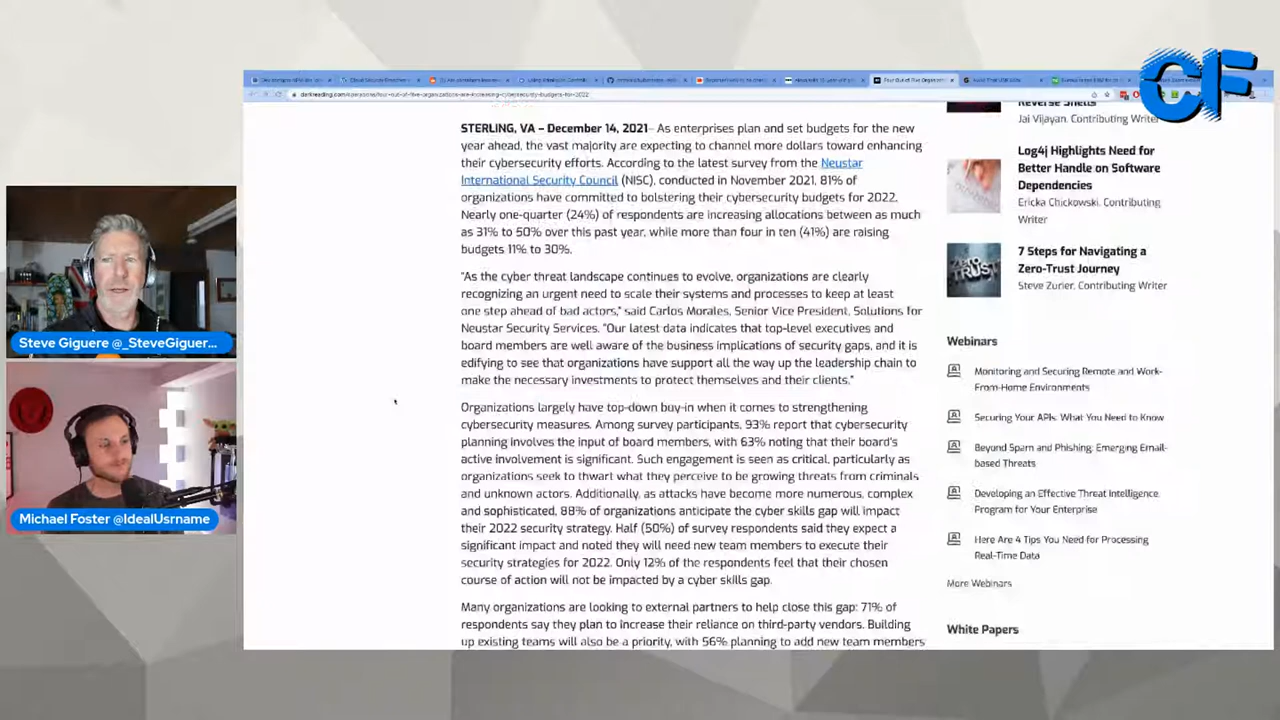 CF
darkreading.com/operations/four-out-of-five-organizations-are-increasing-cybersecurity-budgets-for-2022
Four Out of Five Organiz
STERLING, VA – December 14, 2021– As enterprises plan and set budgets for the new
year ahead, the vast majority are expecting to channel more dollars toward enhancing
their cybersecurity efforts. According to the latest survey from the Neustar
International Security Council (NISC), conducted in November 2021, 81% of
organizations have committed to bolstering their cybersecurity budgets for 2022.
Nearly one-quarter (24%) of respondents are increasing allocations between as much
as 31% to 50% over this past year, while more than four in ten (41%) are raising
budgets 11% to 30%.
"As the cyber threat landscape continues to evolve, organizations are clearly
recognizing an urgent need to scale their systems and processes to keep at least
one step ahead of bad actors," said Carlos Morales, Senior Vice President, Solutions for
Neustar Security Services. "Our latest data indicates that top-level executives and
board members are well aware of the business implications of security gaps, and it is
edifying to see that organizations have support all the way up the leadership chain to
make the necessary investments to protect themselves and their clients."
Organizations largely have top-down buy-in when it comes to strengthening
cybersecurity measures. Among survey participants, 93% report that cybersecurity
planning involves the input of board members, with 63% noting that their board's
active involvement is significant. Such engagement is seen as critical, particularly as
organizations seek to thwart what they perceive to be growing threats from criminals
and unknown actors. Additionally, as attacks have become more numerous, complex
and sophisticated, 88% of organizations anticipate the cyber skills gap will impact
their 2022 security strategy. Half (50%) of survey respondents said they expect a
significant impact and noted they will need new team members to execute their
security strategies for 2022. Only 12% of the respondents feel that their chosen
course of action will not be impacted by a cyber skills gap.
Many organizations are looking to external partners to help close this gap: 71% of
respondents say they plan to increase their reliance on third-party vendors. Building
up existing teams will also be a priority, with 56% planning to add new team members
Reverse Shells
Jai Vijayan, Contributing Writer
Log4j Highlights Need for
Better Handle on Software
Dependencies
Ericka Chickowski, Contributing
Writer
ZERO
TRUST
7 Steps for Navigating a
Zero-Trust Journey
Steve Zurier, Contributing Writer
Webinars
Monitoring and Securing Remote and Work-
From-Home Environments
Securing Your APIs: What You Need to Know
Beyond Spam and Phishing: Emerging Email-
based Threats
Developing an Effective Threat Intelligence
Program for Your Enterprise
Here Are 4 Tips You Need for Processing
Real-Time Data
More Webinars
White Papers
Steve Giguere @_SteveGiguer...
Michael Foster @IdealUsrname